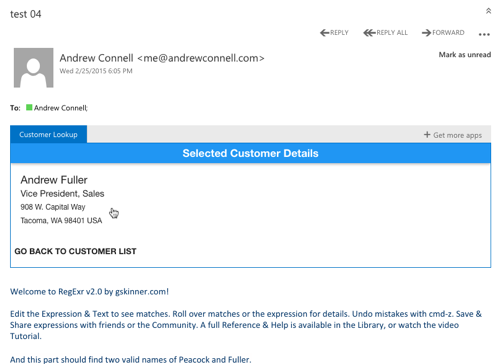 test 04
REPLY REPLY ALL FORWARD
Andrew Connell <me@andrewconnell.com>
Mark as unread
Wed 2/25/2015 6:05 PM
To: Andrew Connell;
Customer Lookup + Get more apps
Selected Customer Details
Andrew Fuller
Vice President, Sales
908 W. Capital Way
Tacoma, WA 98401 USA
GO BACK TO CUSTOMER LIST
Welcome to RegExr v2.0 by gskinner.com!
Edit the Expression & Text to see matches. Roll over matches or the expression for details. Undo mistakes with cmd-z. Save &
Share expressions with friends or the Community. A full Reference & Help is available in the Library, or watch the video
Tutorial.
And this part should find two valid names of Peacock and Fuller.